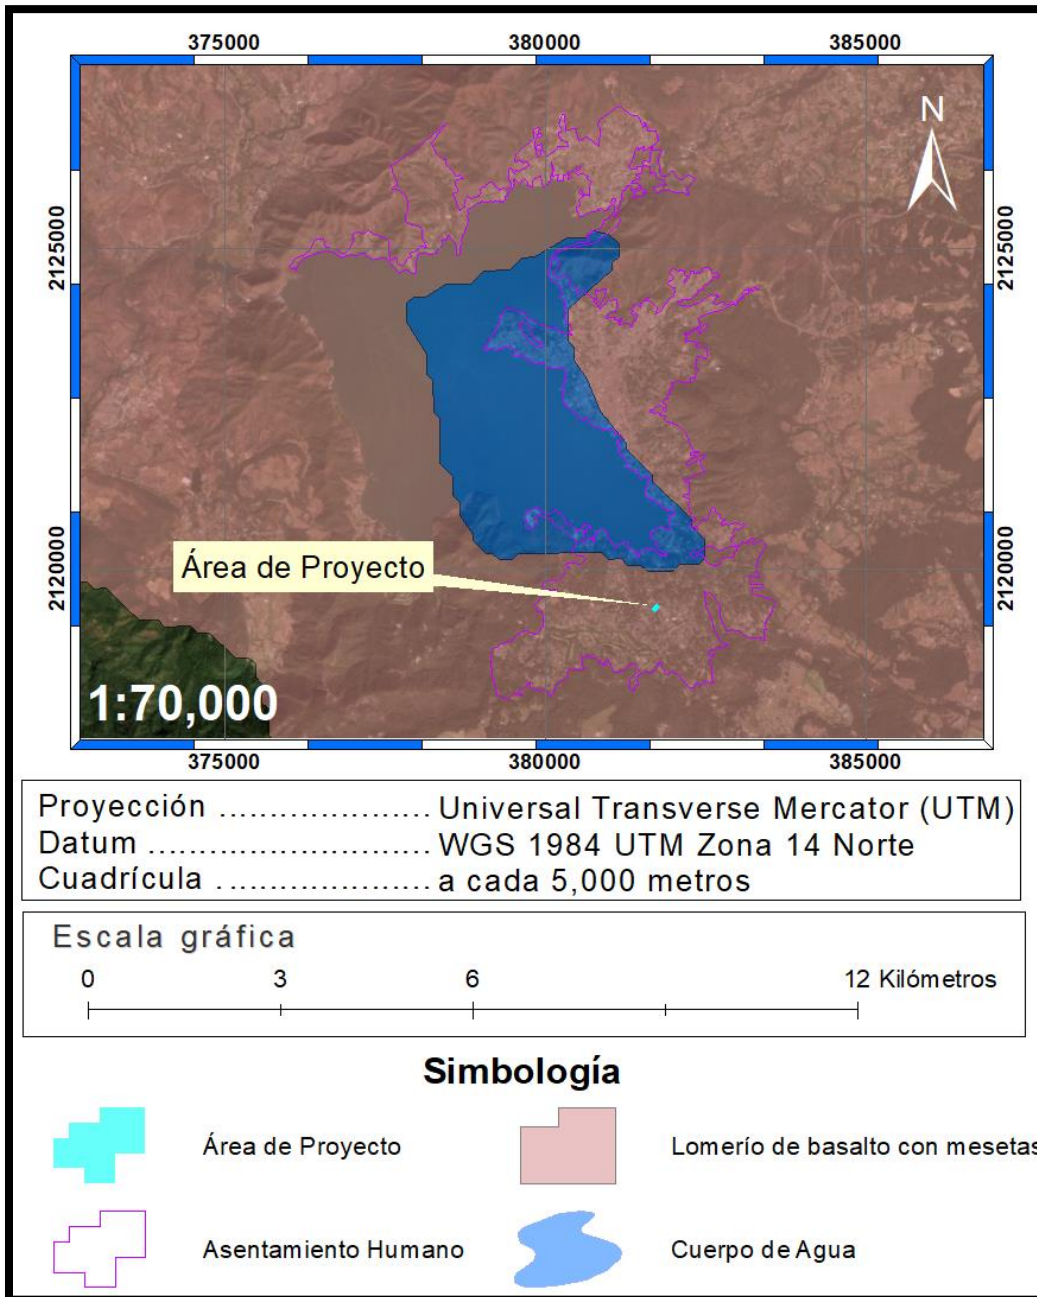 375000 380000 385000
N
2125000 2125000
Área de Proyecto
2120000 2120000
1:70,000
375000 380000 385000
Proyección ..................... Universal Transverse Mercator (UTM)
Datum ............................ WGS 1984 UTM Zona 14 Norte
Cuadrícula ..................... a cada 5,000 metros
Escala gráfica
0 3 6 12 Kilómetros
Simbología
Área de Proyecto Lomerío de basalto con mesetas
Asentamiento Humano Cuerpo de Agua